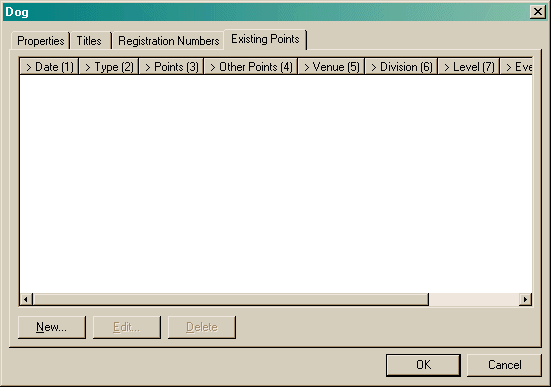 Dog
Properties Titles Registration Numbers Existing Points
> Date (1) > Type (2) > Points (3) > Other Points (4) > Venue (5) > Division (6) > Level (7) > Eve
New... Edit... Delete
OK Cancel